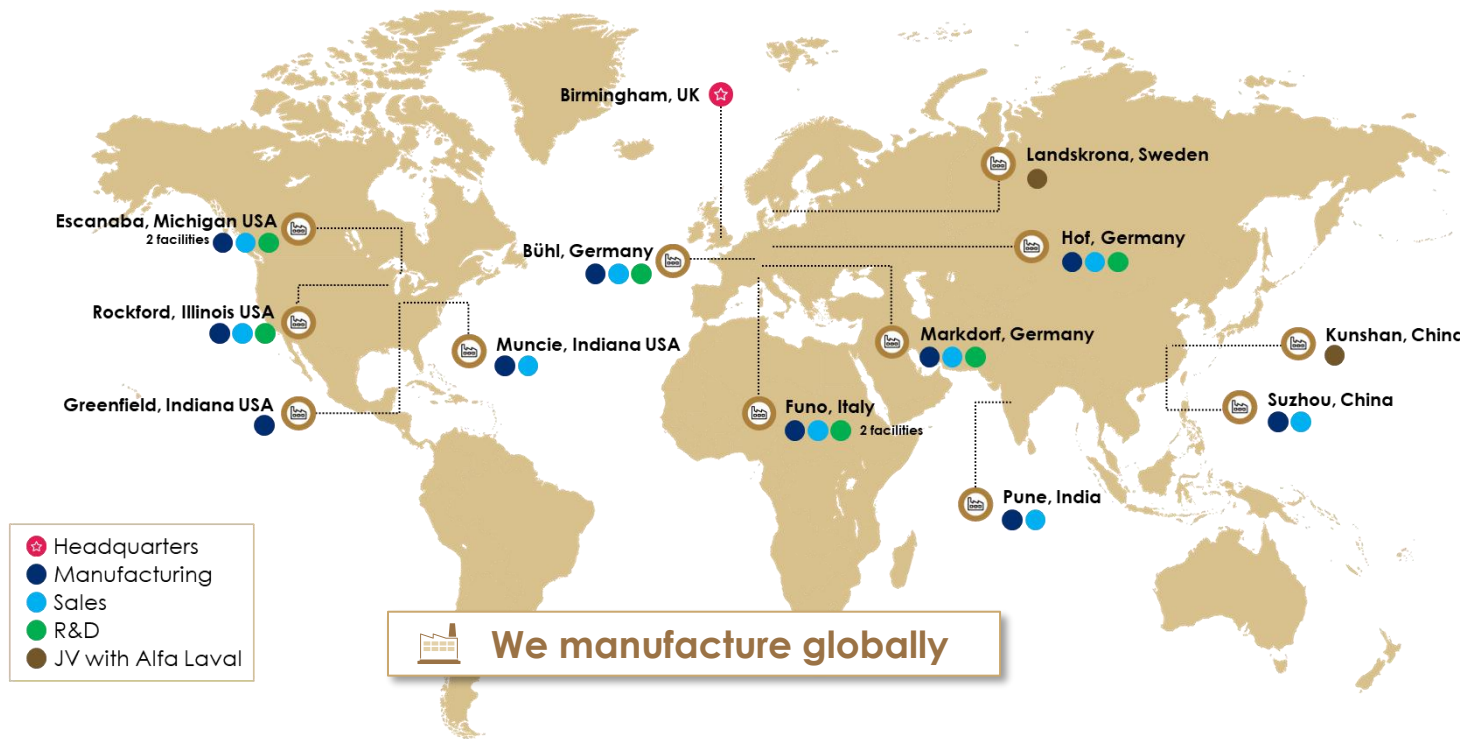 Birmingham, UK
Landskrona, Sweden
Escanaba, Michigan USA
2 facilities
Bühl, Germany
Hof, Germany
Rockford, Illinois USA
Muncie, Indiana USA
Markdorf, Germany
Kunshan, China
Greenfield, Indiana USA
Funo, Italy
2 facilities
Suzhou, China
Pune, India
Headquarters
Manufacturing
Sales
R&D
JV with Alfa Laval
We manufacture globally